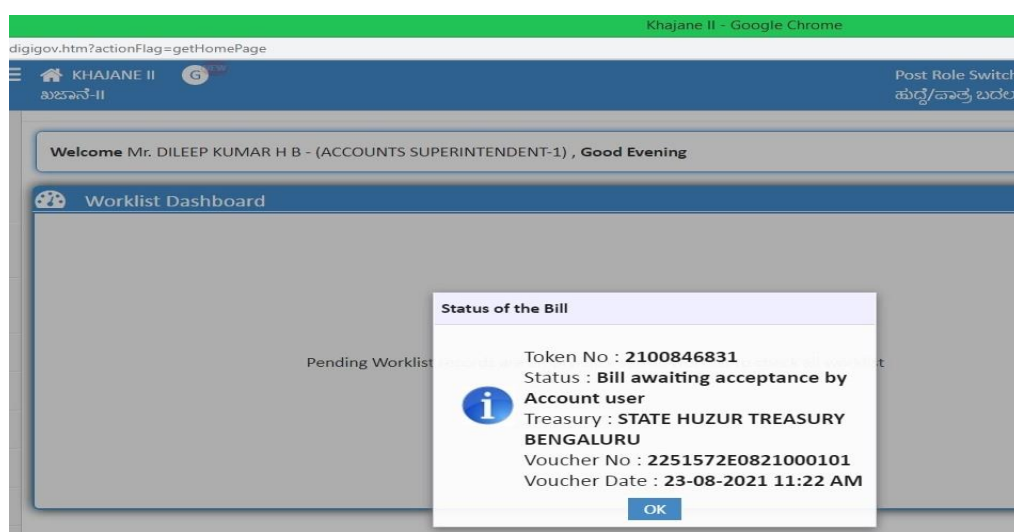 Khajane II - Google Chrome
digigov.htm?actionFlag=getHomePage
KHAJANE II
G
Post Role Switch
ಖಜಾನೆ-II
ಹುದ್ದೆ/ಪಾತ್ರ ಬದಲ
Welcome Mr. DILEEP KUMAR H B - (ACCOUNTS SUPERINTENDENT-1) , Good Evening
Worklist Dashboard
Status of the Bill
Pending Worklist
Token No : 2100846831
Status : Bill awaiting acceptance by
Account user
Treasury : STATE HUZUR TREASURY
BENGALURU
Voucher No : 2251572E0821000101
Voucher Date : 23-08-2021 11:22 AM
OK